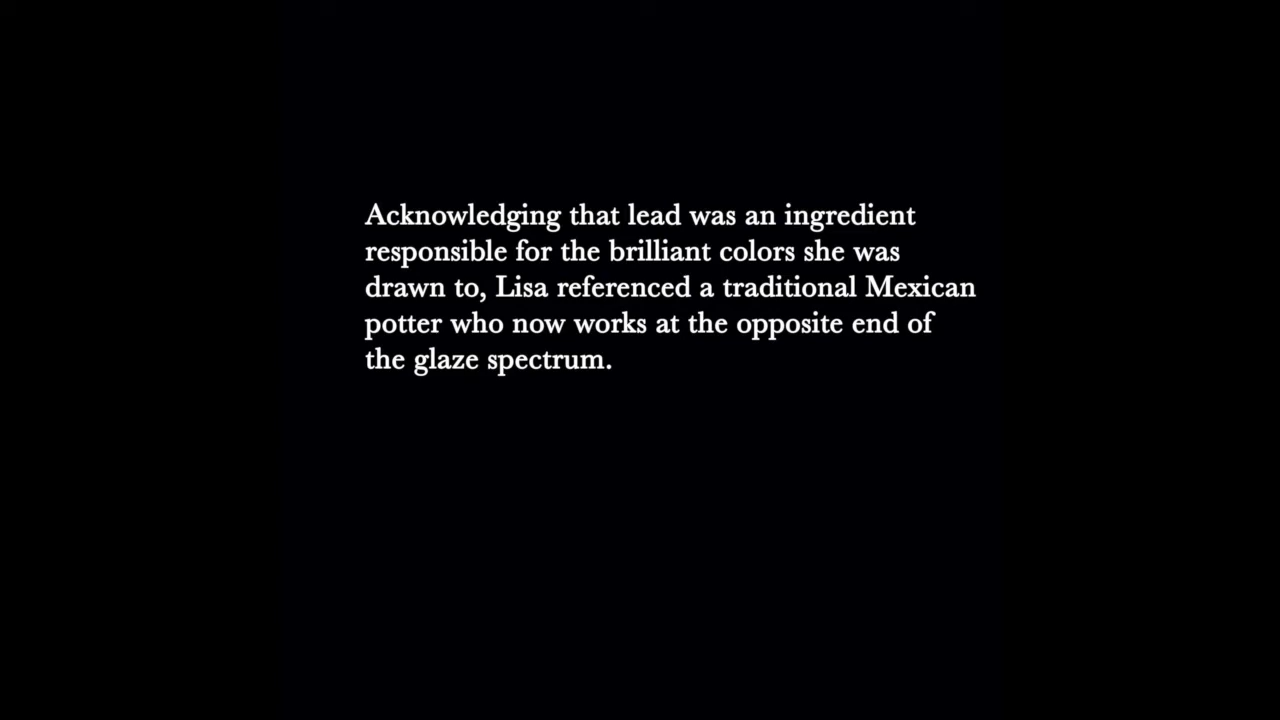 Acknowledging that lead was an ingredient
responsible for the brilliant colors she was
drawn to, Lisa referenced a traditional Mexican
potter who now works at the opposite end of
the glaze spectrum.